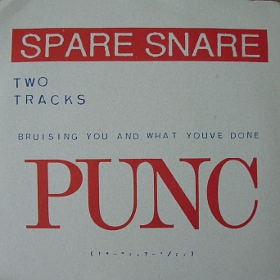 SPARE SNARE
TWO
TRACKS
BRUISING YOU AND WHAT YOUVE DONE
PUNC